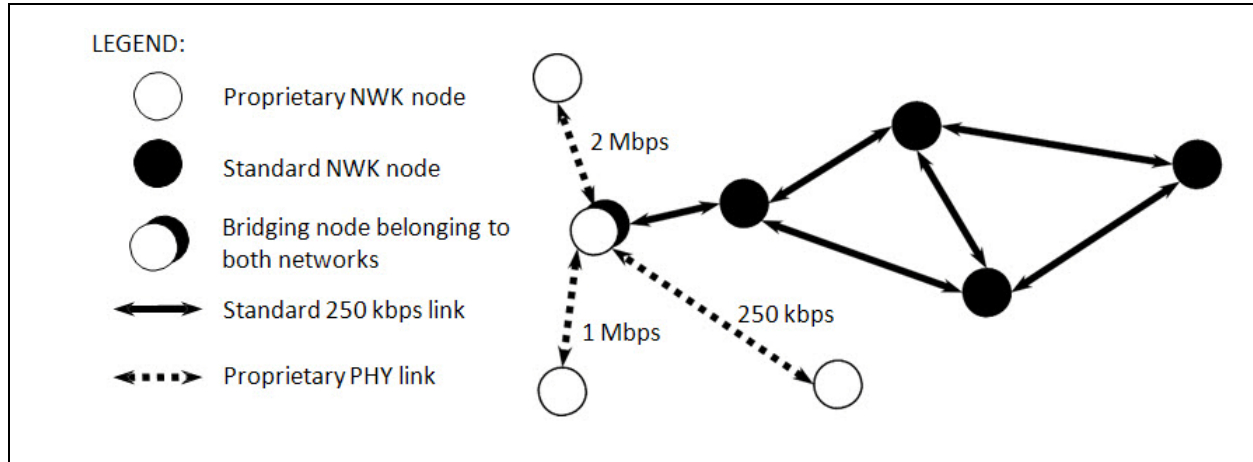 LEGEND:
Proprietary NWK node
Standard NWK node
Bridging node belonging to
both networks
Standard 250 kbps link
Proprietary PHY link
2 Mbps
1 Mbps
250 kbps